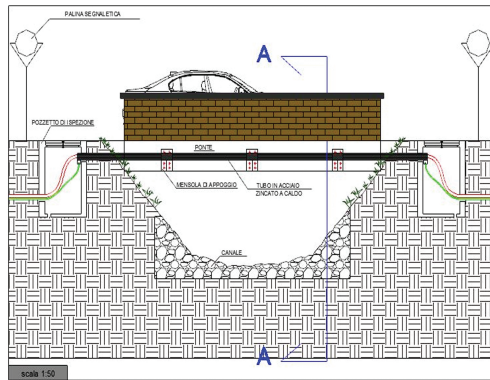 PALINA SEGNALETICA
A
POZZETTO DI ISPEZIONE
PONTE
MENSOLA DI APPOGGIO
TUBO IN ACCIAIO
ZINCATO A CALDO
CANALE
A
scala 1:50